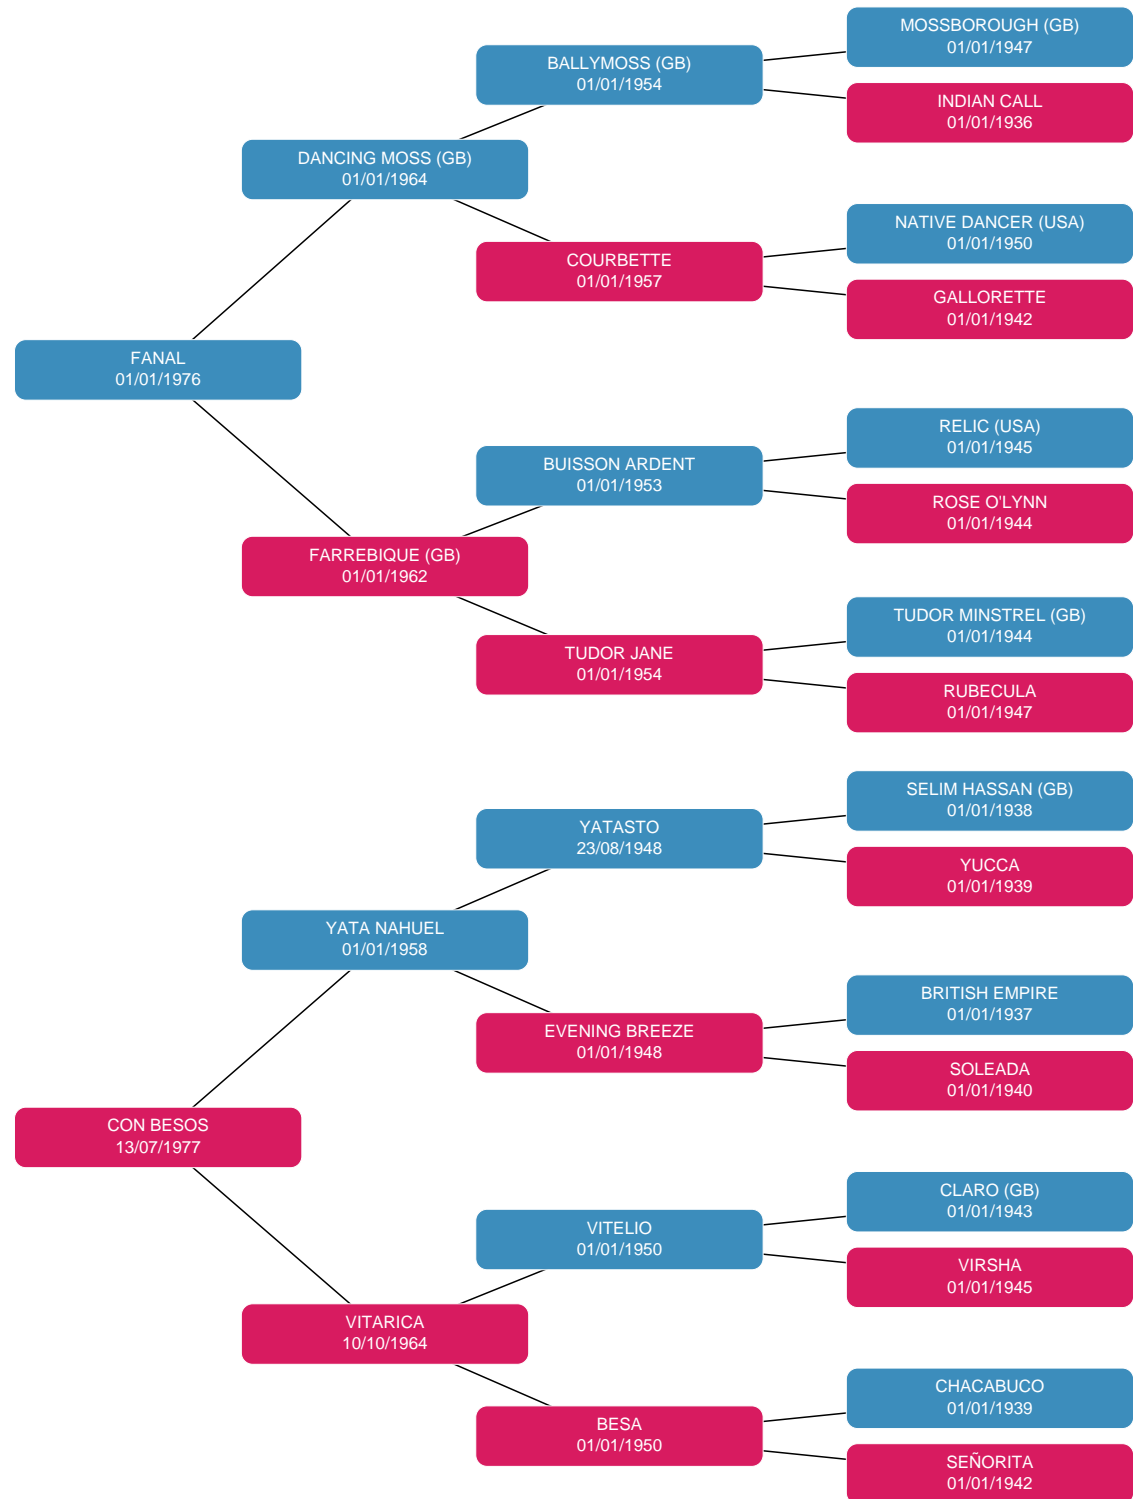 MOSSBOROUGH (GB)
01/01/1947
BALLYMOSS (GB)
01/01/1954
INDIAN CALL
01/01/1936
DANCING MOSS (GB)
01/01/1964
NATIVE DANCER (USA)
01/01/1950
COURBETTE
01/01/1957
GALLORETTE
01/01/1942
FANAL
01/01/1976
RELIC (USA)
01/01/1945
BUISSON ARDENT
01/01/1953
ROSE O'LYNN
01/01/1944
FARREBIQUE (GB)
01/01/1962
TUDOR MINSTREL (GB)
01/01/1944
TUDOR JANE
01/01/1954
RUBECULA
01/01/1947
SELIM HASSAN (GB)
01/01/1938
YATASTO
23/08/1948
YUCCA
01/01/1939
YATA NAHUEL
01/01/1958
BRITISH EMPIRE
01/01/1937
EVENING BREEZE
01/01/1948
SOLEADA
01/01/1940
CON BESOS
13/07/1977
CLARO (GB)
01/01/1943
VITELIO
01/01/1950
VIRSHA
01/01/1945
VITARICA
10/10/1964
CHACABUCO
01/01/1939
BESA
01/01/1950
SEÑORITA
01/01/1942